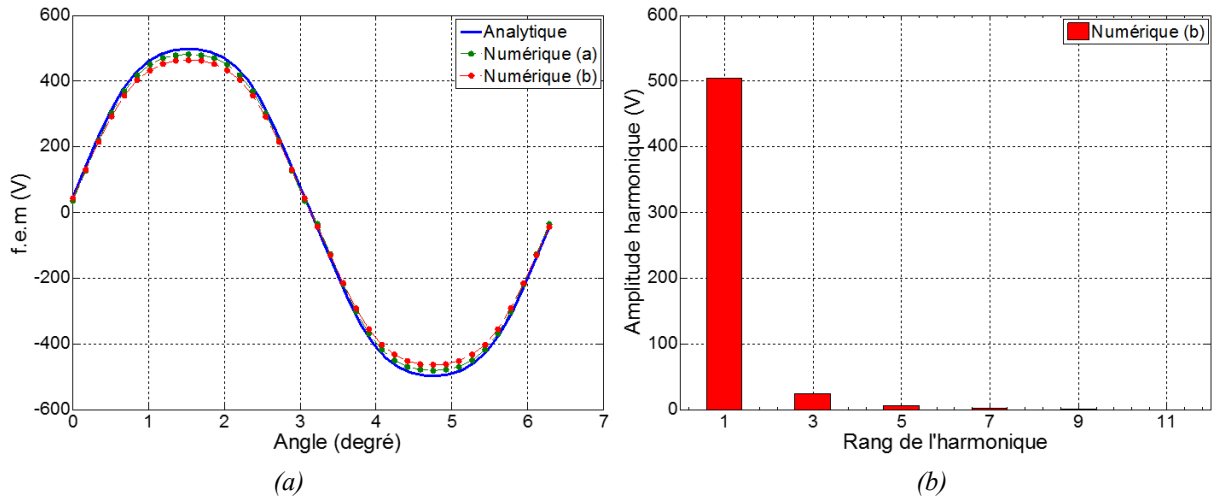 600
400
200
0
-200
-400
-600
f.e.m (V)
0 1 2 3 4 5 6 7
Angle (degré)
Analytique
Numérique (a)
Numérique (b)
(a)
600
500
400
300
200
100
0
Amplitude harmonique (V)
1 3 5 7 9 11
Rang de l'harmonique
Numérique (b)
(b)